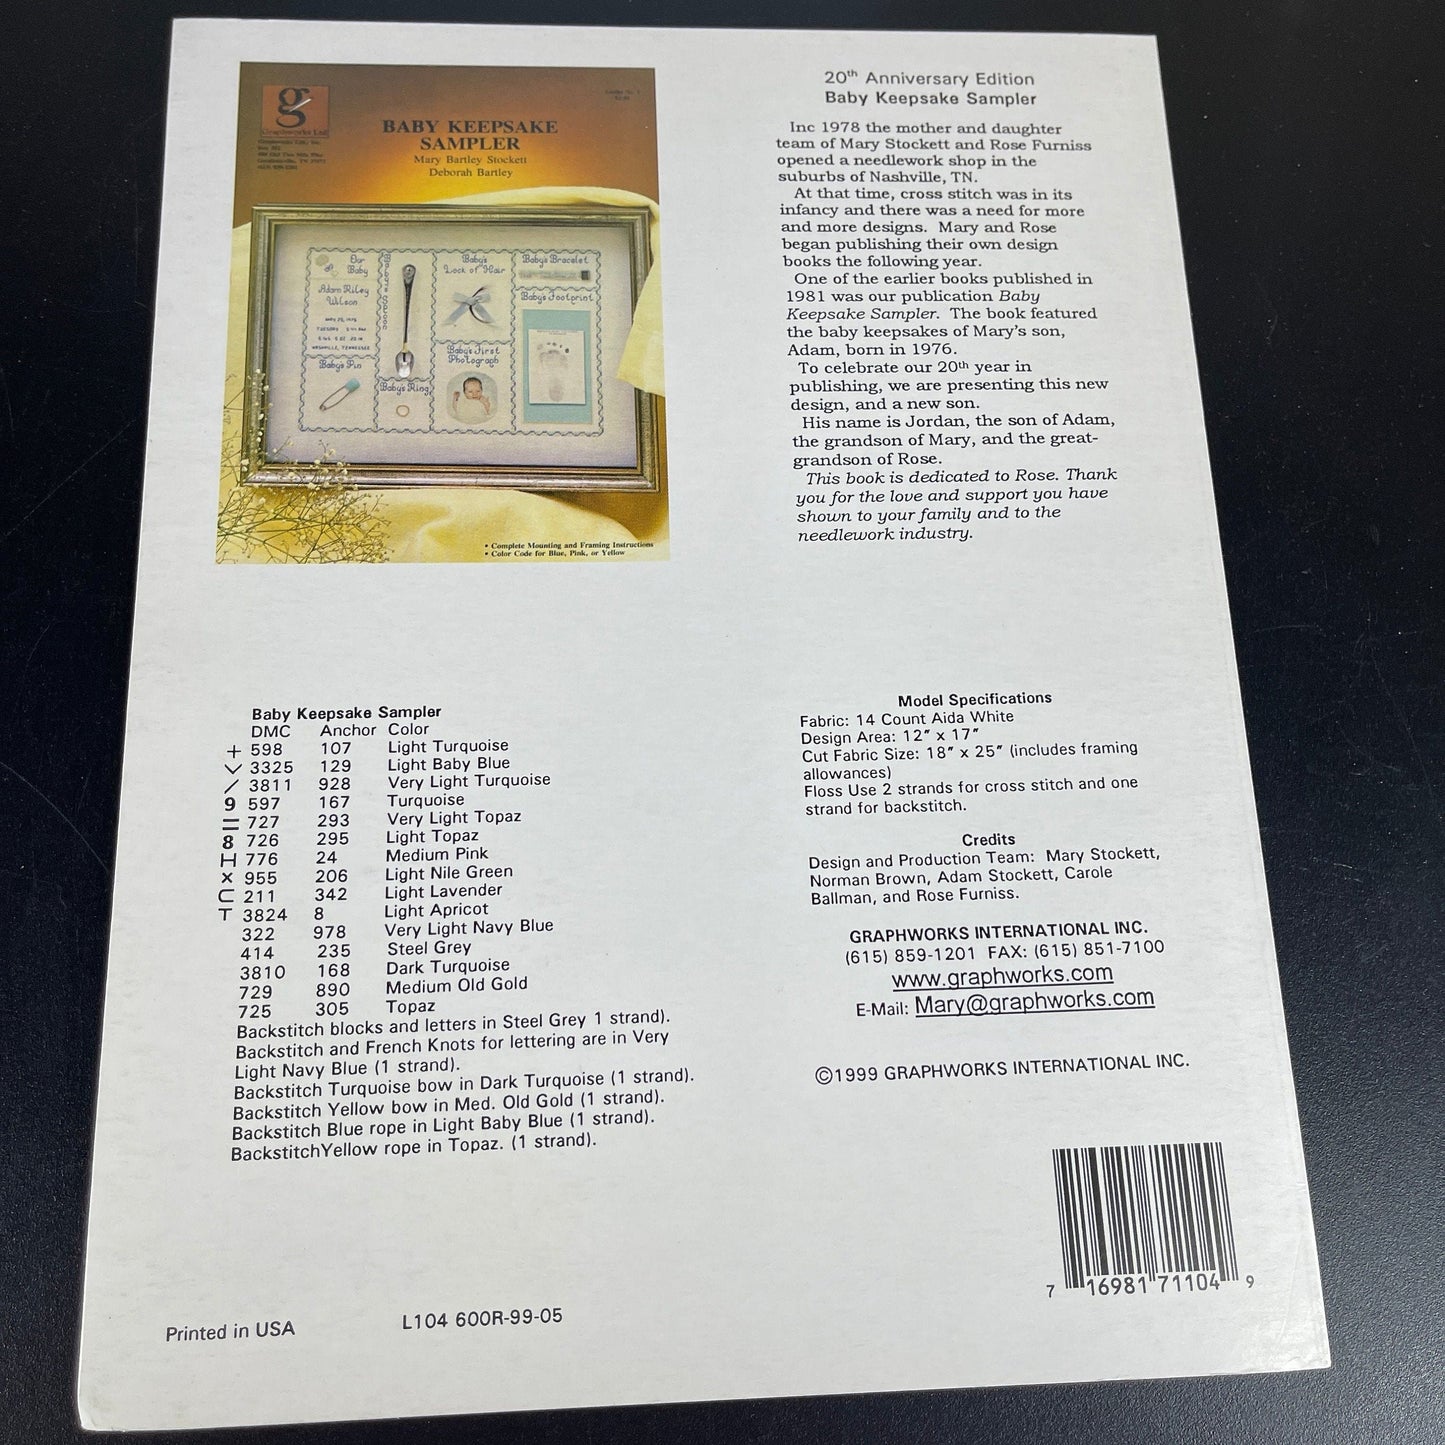 g
Graphworks Ltd
BABY KEEPSAKE
SAMPLER
Mary Bartley Stockett
Deborah Bartley
Our
Baby
Adam Riley
Wilson
NASHVILLE, TENNESSEE
Baby's Pin
Baby's Spoon
Baby's Ring
Baby's
Lock of Hair
Baby's First
Photograph
Baby's Bracelet
Baby's Footprint
• Complete Mounting and Framing Instructions
• Color Code for Blue, Pink, or Yellow
20th Anniversary Edition
Baby Keepsake Sampler
Inc 1978 the mother and daughter
team of Mary Stockett and Rose Furniss
opened a needlework shop in the
suburbs of Nashville, TN.
At that time, cross stitch was in its
infancy and there was a need for more
and more designs. Mary and Rose
began publishing their own design
books the following year.
One of the earlier books published in
1981 was our publication Baby
Keepsake Sampler. The book featured
the baby keepsakes of Mary's son,
Adam, born in 1976.
To celebrate our 20th year in
publishing, we are presenting this new
design, and a new son.
His name is Jordan, the son of Adam,
the grandson of Mary, and the great-
grandson of Rose.
This book is dedicated to Rose. Thank
you for the love and support you have
shown to your family and to the
needlework industry.
Baby Keepsake Sampler
DMC Anchor Color
+ 598 107 Light Turquoise
V 3325 129 Light Baby Blue
/ 3811 928 Very Light Turquoise
9 597 167 Turquoise
= 727 293 Very Light Topaz
8 726 295 Light Topaz
H 776 24 Medium Pink
x 955 206 Light Nile Green
C 211 342 Light Lavender
T 3824 8 Light Apricot
322 978 Very Light Navy Blue
414 235 Steel Grey
3810 168 Dark Turquoise
729 890 Medium Old Gold
725 305 Topaz
Backstitch blocks and letters in Steel Grey 1 strand).
Backstitch and French Knots for lettering are in Very
Light Navy Blue (1 strand).
Backstitch Turquoise bow in Dark Turquoise (1 strand).
Backstitch Yellow bow in Med. Old Gold (1 strand).
Backstitch Blue rope in Light Baby Blue (1 strand).
BackstitchYellow rope in Topaz. (1 strand).
Model Specifications
Fabric: 14 Count Aida White
Design Area: 12" x 17"
Cut Fabric Size: 18" x 25" (includes framing
allowances)
Floss Use 2 strands for cross stitch and one
strand for backstitch.
Credits
Design and Production Team: Mary Stockett,
Norman Brown, Adam Stockett, Carole
Ballman, and Rose Furniss.
GRAPHWORKS INTERNATIONAL INC.
(615) 859-1201 FAX: (615) 851-7100
www.graphworks.com
E-Mail: Mary@graphworks.com
©1999 GRAPHWORKS INTERNATIONAL INC.
7 16981 71104 9
Printed in USA
L104 600R-99-05